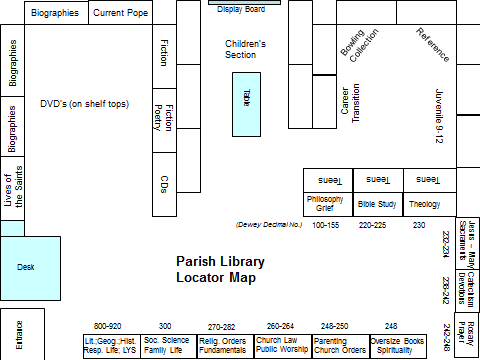 Biographies
Current Pope
Display Board
Children's
Section
Bowling
Collection
Reference
Biographies
Fiction
DVD's (on shelf tops)
Table
Career
Transition
Juvenile 9-12
Biographies
Fiction
Poetry
Lives of
the Saints
CDs
Teens
Teens
Teens
Philosophy
Grief
Bible Study
Theology
(Dewey Decimal No.)
100-155
220-225
230
Jesus – Mary
Sacraments
232-234
Desk
Parish Library
Locator Map
Catechism
Devotions
238-242
Entrance
800-920
300
270-282
260-264
248-250
248
Rosary
Prayer
242-248
Lit.;Geog.;Hist.
Resp. Life; LYS
Soc. Science
Family Life
Relig. Orders
Fundamentals
Church Law
Public Worship
Parenting
Church Orders
Oversize Books
Spirituality